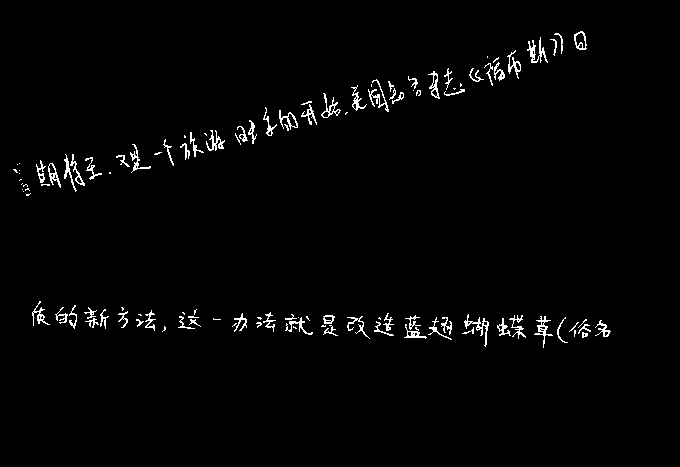 暑期将至,又是一个旅游旺季的开始,美国知名杂志《福布斯》日
质的新方法,这一办法就是改造蓝翅蝴蝶草(俗名